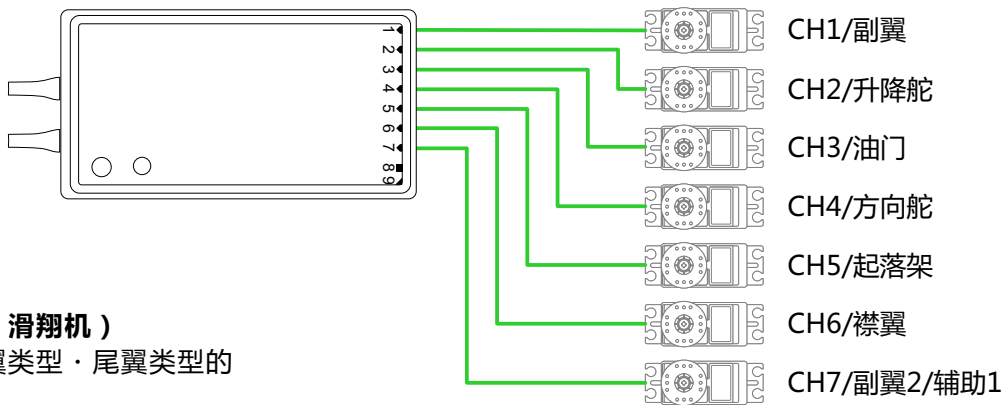 1
2
3
4
5
6
7
8
9
CH1/副翼
CH2/升降舵
CH3/油门
CH4/方向舵
CH5/起落架
CH6/襟翼
CH7/副翼2/辅助1
滑翔机）
类型・尾翼类型的